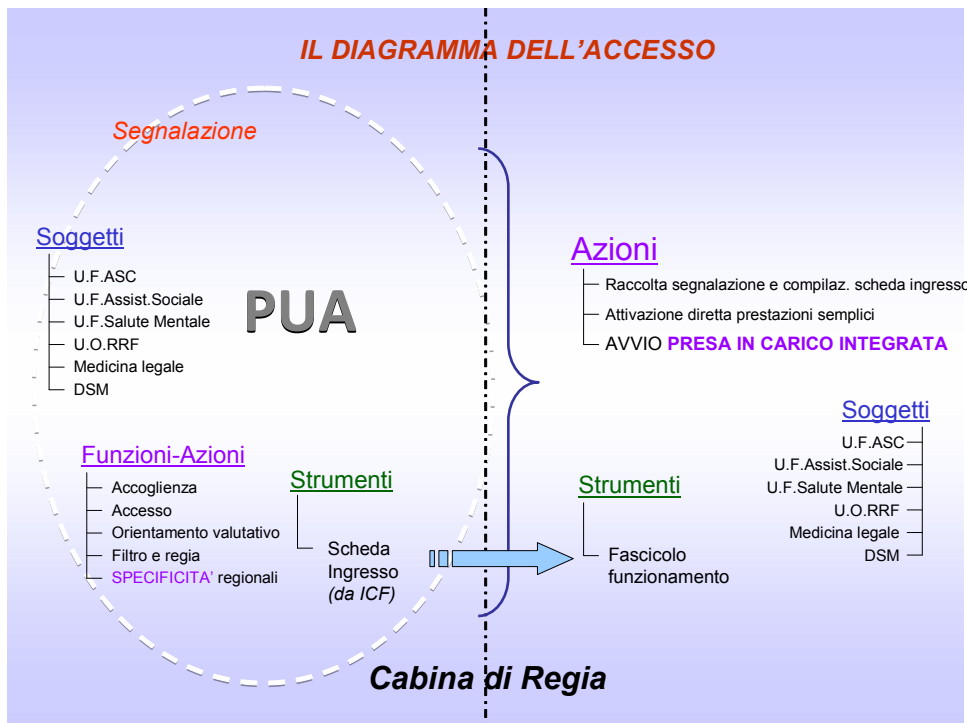 IL DIAGRAMMA DELL'ACCESSO
Segnalazione
Soggetti
U.F.ASC
U.F.Assist.Sociale
U.F.Salute Mentale
U.O.RRF
Medicina legale
DSM
PUA
Funzioni-Azioni
Accoglienza
Accesso
Orientamento valutativo
Filtro e regia
SPECIFICITA' regionali
Strumenti
Scheda
Ingresso
(da ICF)
Azioni
Raccolta segnalazione e compilaz. scheda ingresso
Attivazione diretta prestazioni semplici
AVVIO PRESA IN CARICO INTEGRATA
Strumenti
Fascicolo
funzionamento
Soggetti
U.F.ASC
U.F.Assist.Sociale
U.F.Salute Mentale
U.O.RRF
Medicina legale
DSM
Cabina di Regia